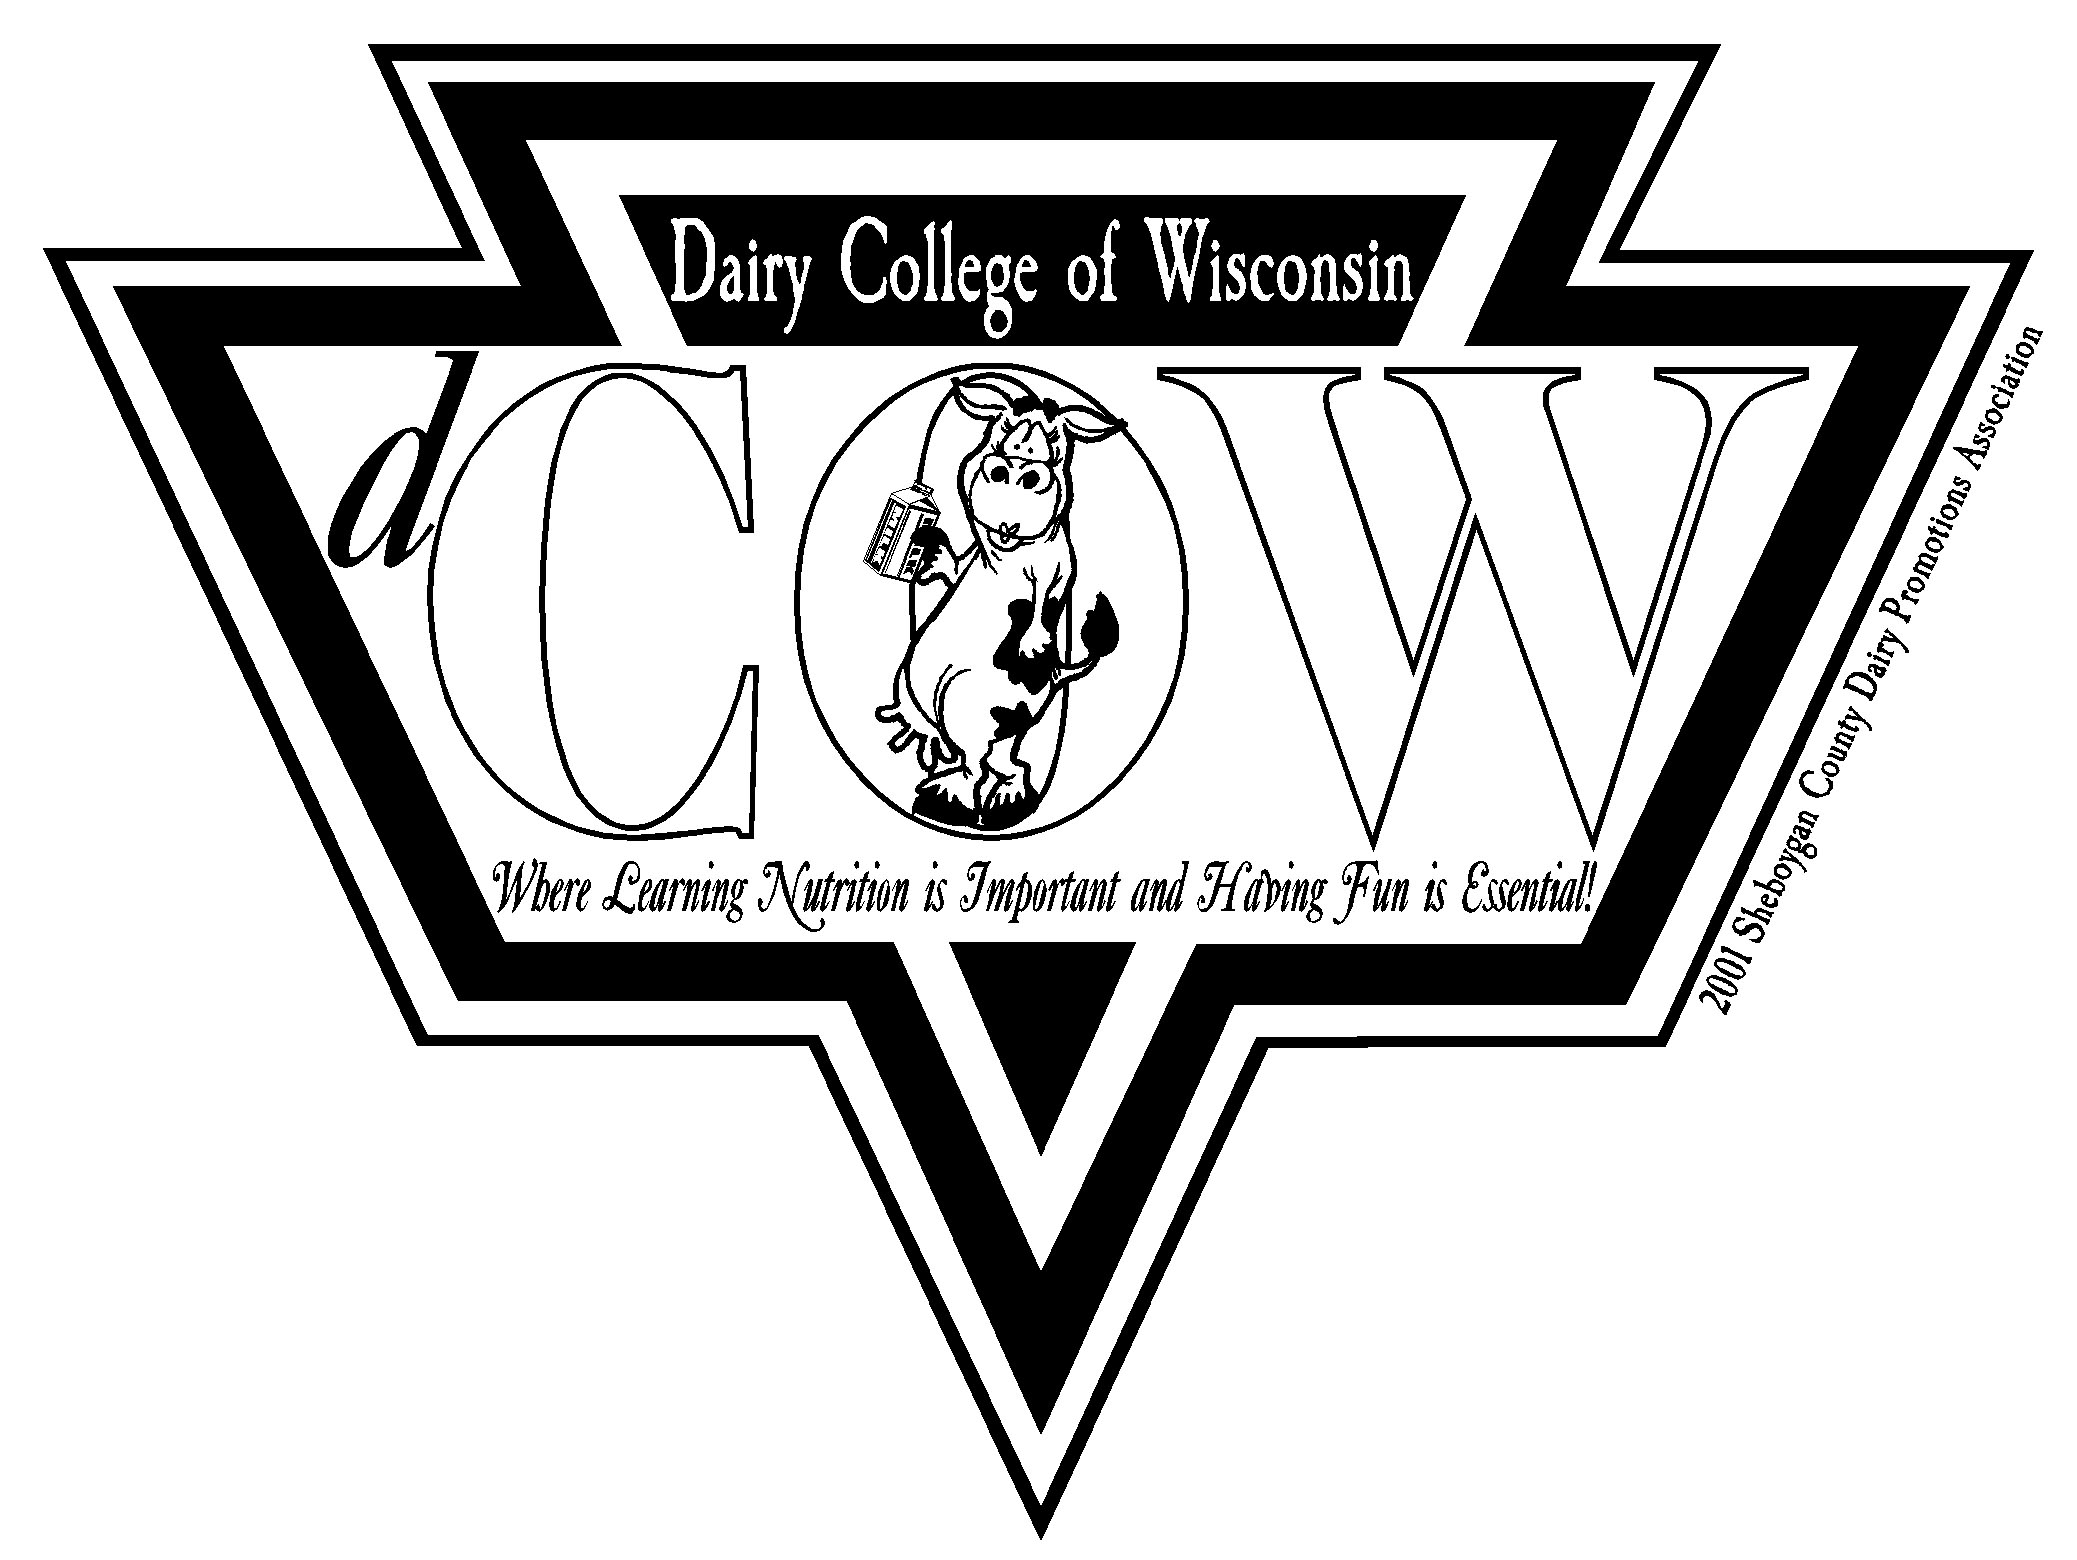 Dairy College of Wisconsin
dCOW
MILK
Where Learning Nutrition is Important and Having Fun is Essential!
2001 Sheboygan County Dairy Promotions Association